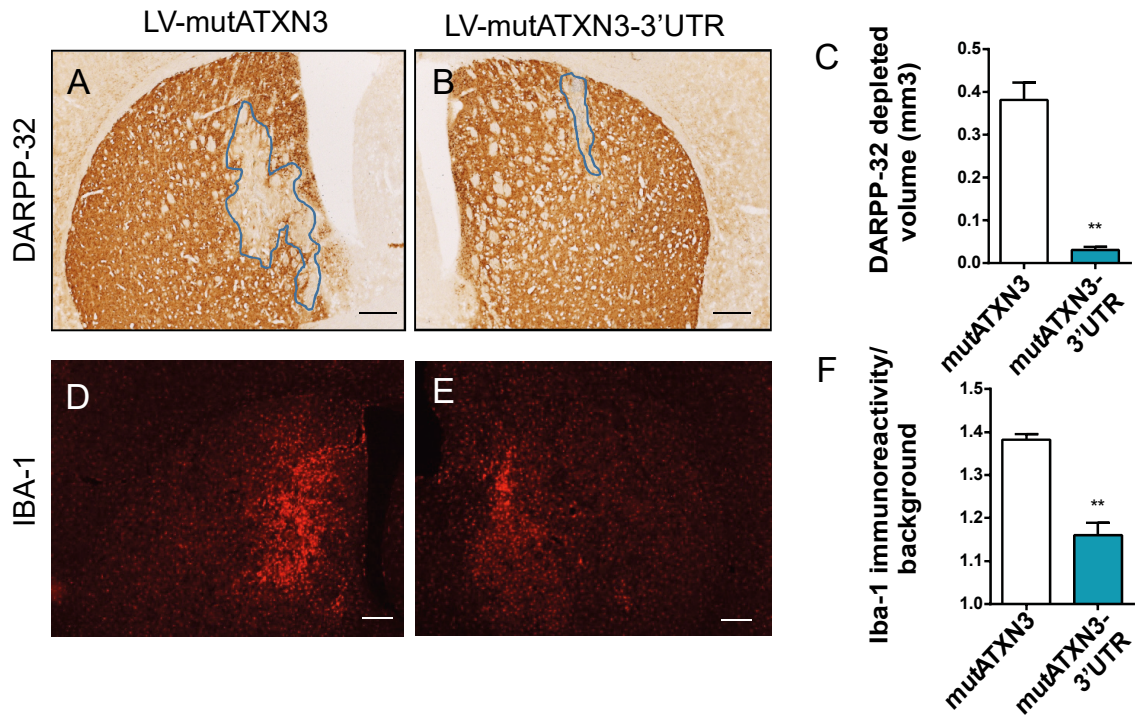 LV-mutATXN3
LV-mutATXN3-3’UTR
DARPP-32
A
B
C
DARPP-32 depleted
volume (mm3)
0.5
0.4
0.3
0.2
0.1
0.0
**
mutATXN3
mutATXN3-
3'UTR
IBA-1
D
E
F
Iba-1 immunoreactivity/
background
1.5
1.4
1.3
1.2
1.1
1.0
**
mutATXN3
mutATXN3-
3'UTR